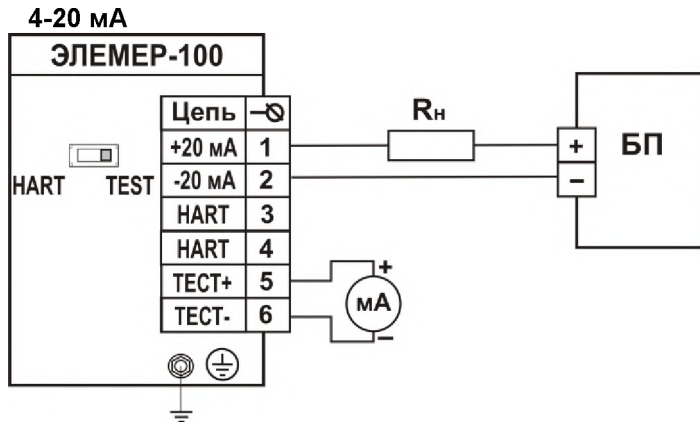 4-20 мА
ЭЛЕМЕР-100
Цепь
+20 мА 1
-20 мА 2
HART 3
HART 4
ТЕСТ+ 5
ТЕСТ- 6
HART TEST
Rн
+
−
БП
+
мА
−